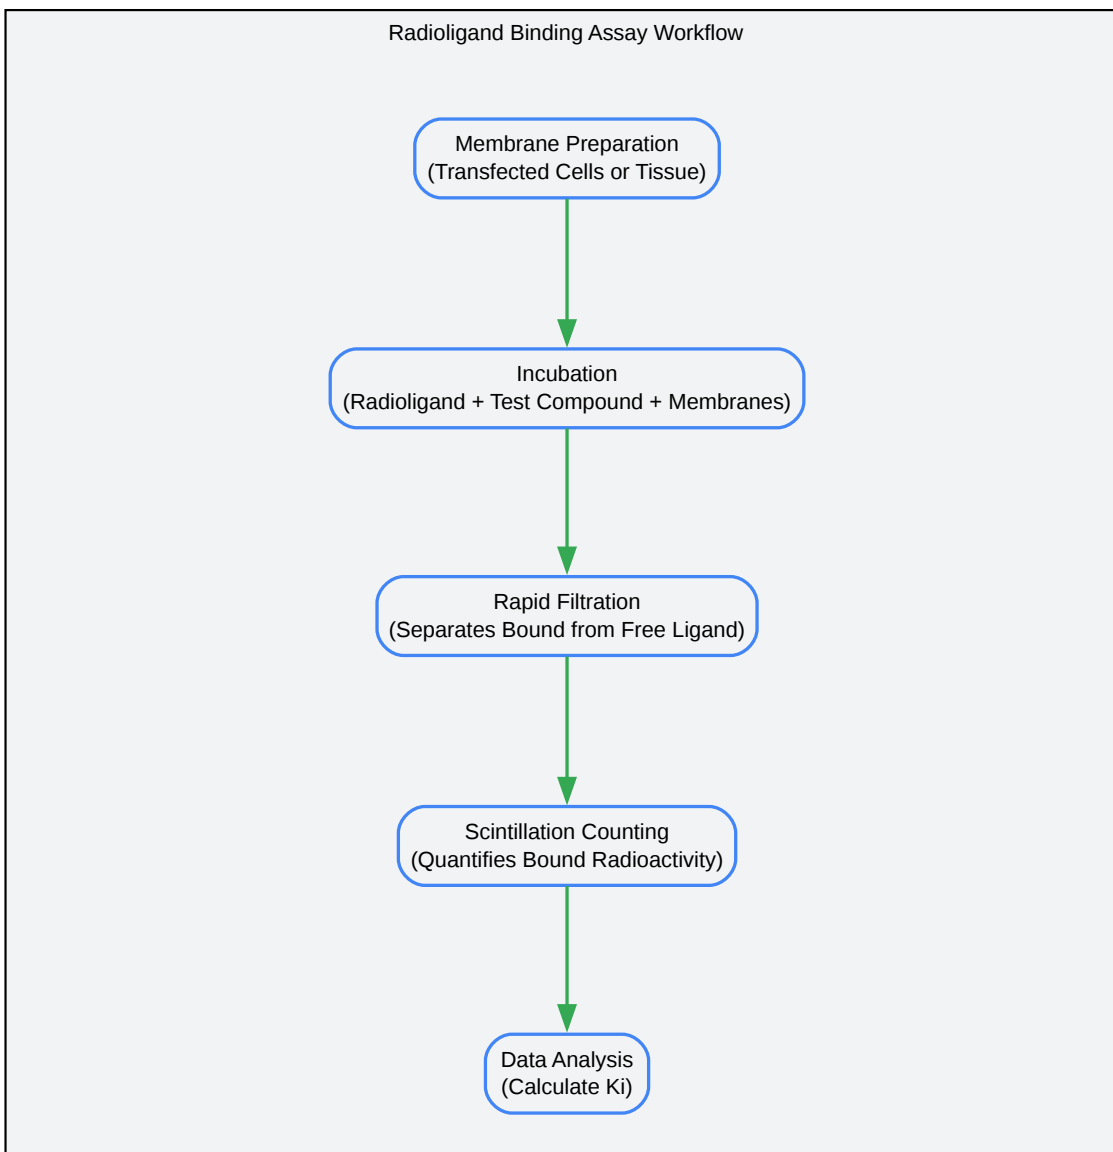 Radioligand Binding Assay Workflow
Membrane Preparation
(Transfected Cells or Tissue)
Incubation
(Radioligand + Test Compound + Membranes)
Rapid Filtration
(Separates Bound from Free Ligand)
Scintillation Counting
(Quantifies Bound Radioactivity)
Data Analysis
(Calculate Ki)